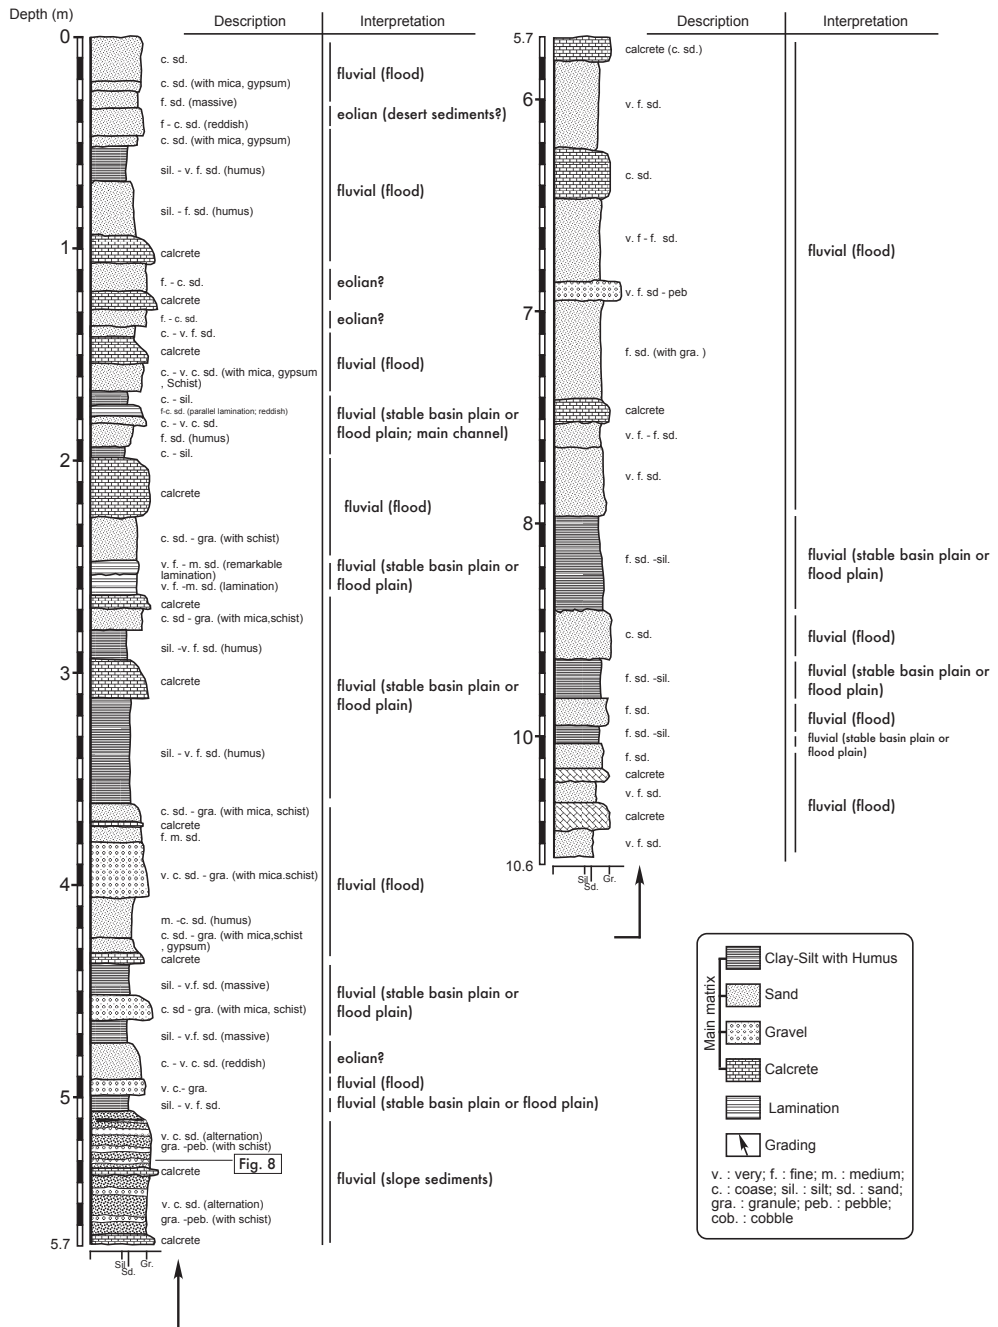 Depth (m)
Description
Interpretation
0
c. sd.
c. sd. (with mica, gypsum)
f. sd. (massive)
f - c. sd. (reddish)
c. sd. (with mica, gypsum)
sil. - v. f. sd. (humus)
sil. - f. sd. (humus)
1
calcrete
f. - c. sd.
calcrete
f. - c. sd.
c. - v. f. sd.
calcrete
c. - v. c. sd. (with mica, gypsum
, Schist)
c. - sil.
f-c. sd. (parallel lamination; reddish)
c. - v. c. sd.
f. sd. (humus)
c. - sil.
2
calcrete
c. sd. - gra. (with schist)
v. f. - m. sd. (remarkable
lamination)
v. f. -m. sd. (lamination)
calcrete
c. sd - gra. (with mica,schist)
sil. -v. f. sd. (humus)
3
calcrete
sil. - v. f. sd. (humus)
c. sd. - gra. (with mica, schist)
calcrete
f. m. sd.
v. c. sd. - gra. (with mica.schist)
4
m. -c. sd. (humus)
c. sd. - gra. (with mica,schist
, gypsum)
calcrete
sil. - v.f. sd. (massive)
c. sd - gra. (with mica, schist)
sil. - v.f. sd. (massive)
c. - v. c. sd. (reddish)
v. c.- gra.
5
sil. - v. f. sd.
v. c. sd. (alternation)
gra. -peb. (with schist)
Fig. 8
calcrete
v. c. sd. (alternation)
gra. -peb. (with schist)
calcrete
5.7
Sil.
Sd.
Gr.
fluvial (flood)
eolian (desert sediments?)
fluvial (flood)
eolian?
eolian?
fluvial (flood)
fluvial (stable basin plain or
flood plain; main channel)
fluvial (flood)
fluvial (stable basin plain or
flood plain)
fluvial (stable basin plain or
flood plain)
fluvial (flood)
fluvial (stable basin plain or
flood plain)
eolian?
fluvial (flood)
fluvial (stable basin plain or flood plain)
fluvial (slope sediments)
Description
Interpretation
5.7
calcrete (c. sd.)
6
v. f. sd.
c. sd.
v. f - f. sd.
v. f. sd - peb
7
f. sd. (with gra. )
calcrete
v. f. - f. sd.
v. f. sd.
8
f. sd. -sil.
c. sd.
f. sd. -sil.
f. sd.
f. sd. -sil.
10
f. sd.
calcrete
v. f. sd.
calcrete
v. f. sd.
10.6
Sil.
Sd.
Gr.
fluvial (flood)
fluvial (stable basin plain or
flood plain)
fluvial (flood)
fluvial (stable basin plain or
flood plain)
fluvial (flood)
fluvial (stable basin plain or
flood plain)
fluvial (flood)
Main matrix
Clay-Silt with Humus
Sand
Gravel
Calcrete
Lamination
Grading
v. : very; f. : fine; m. : medium;
c. : coase; sil. : silt; sd. : sand;
gra. : granule; peb. : pebble;
cob. : cobble